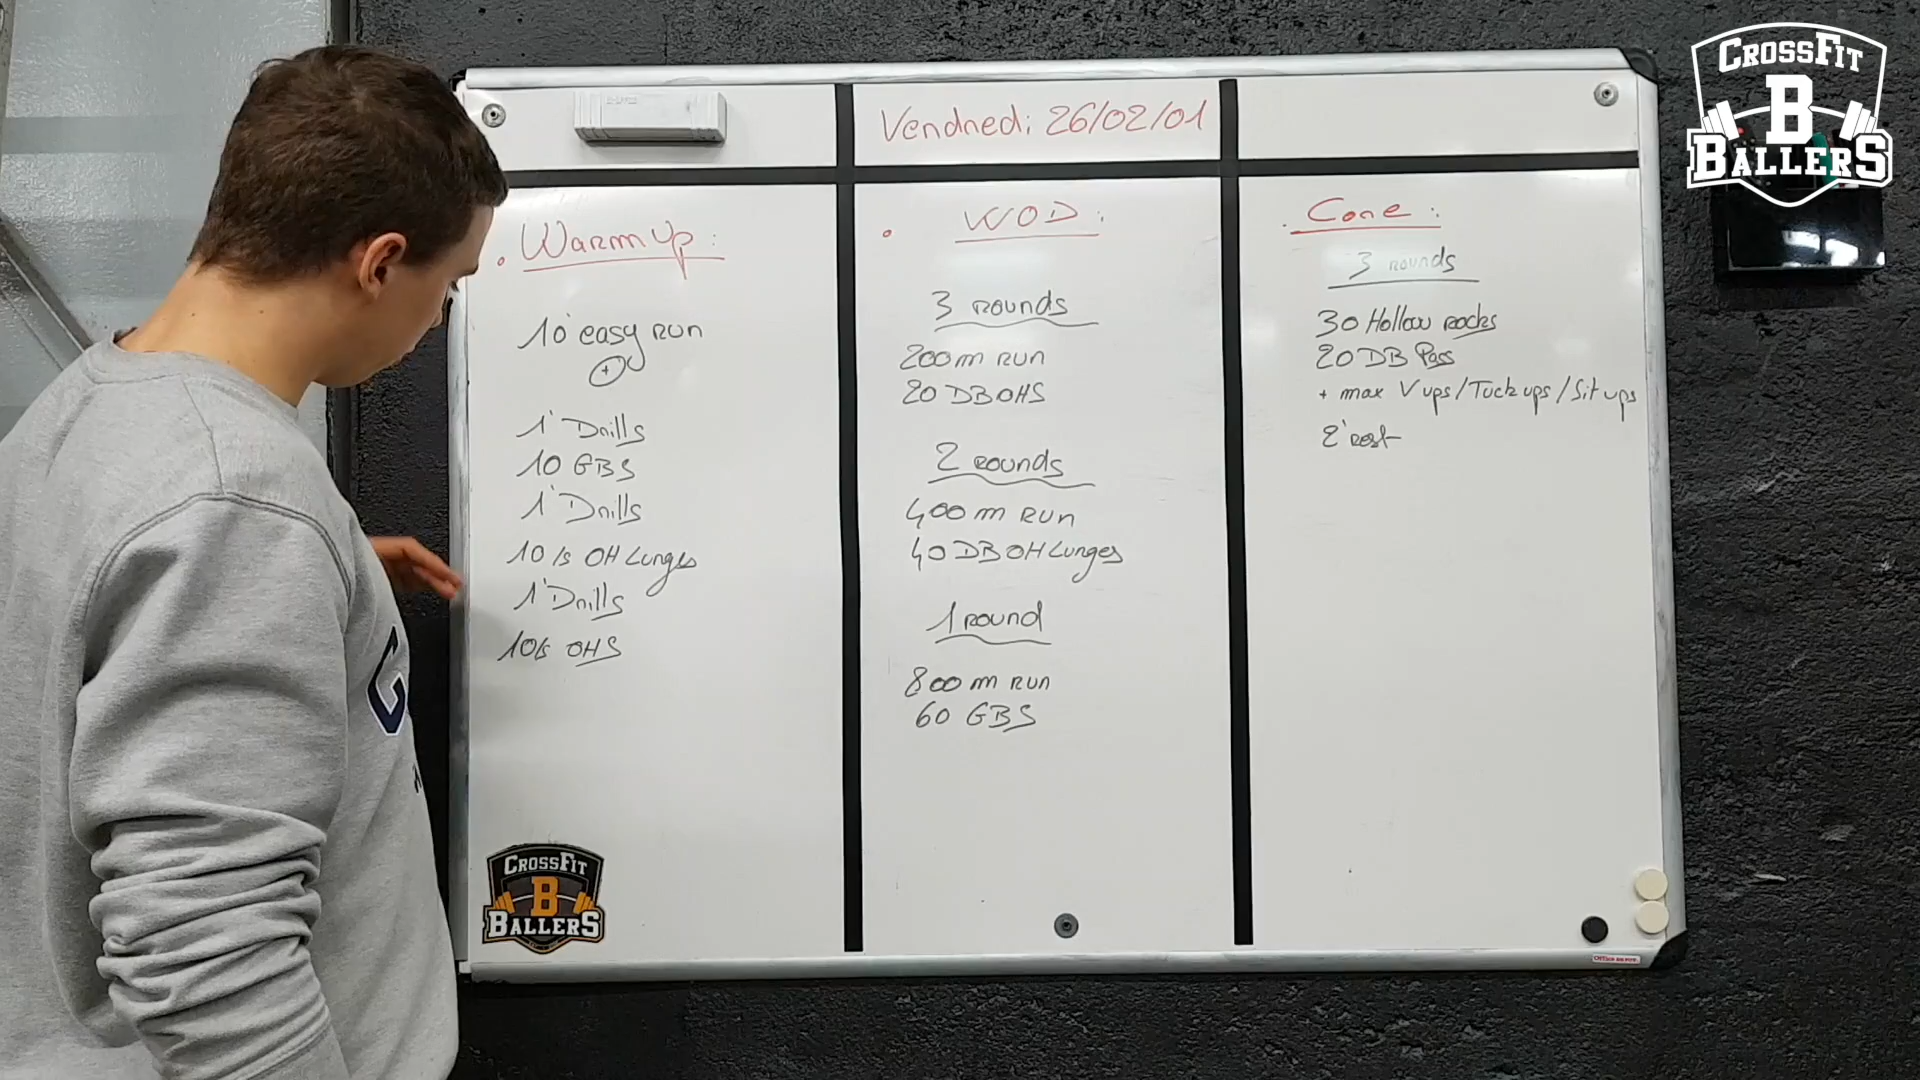 CROSSFIT
B
BALLERS
Vendredi 26/02/01
. Warm up :
10' easy run
+
1' Drills
10 GBS
1' Drills
10/s OH Lunges
1' Drills
10/s OHS
. WOD :
3 rounds
200m run
20 DB OHS
2 rounds
400m run
40 DB OH Lunges
1 round
800m run
60 GBS
. Core :
3 rounds
30 Hollow rocks
20 DB Pass
+ max V ups / Tuck ups / Sit ups
2' rest
CROSSFIT
B
BALLERS
Office DEPOT